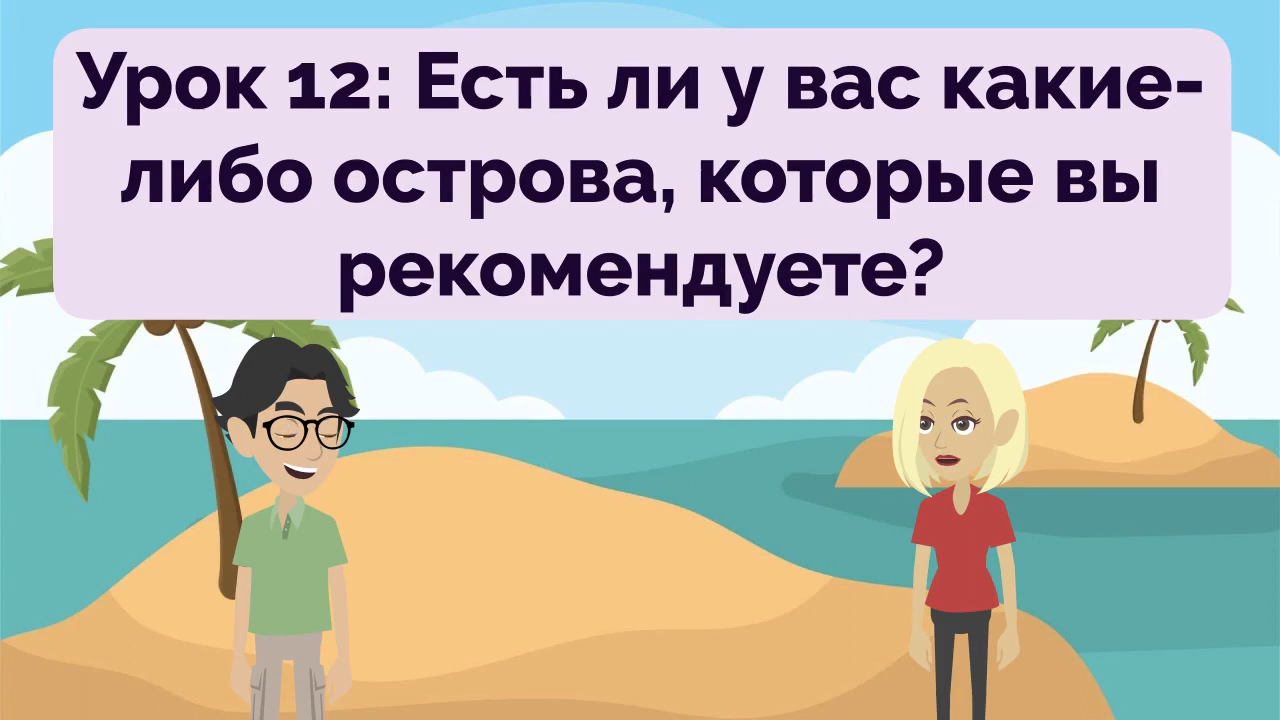 Урок 12: Есть ли у вас какие-
либо острова, которые вы
рекомендуете?